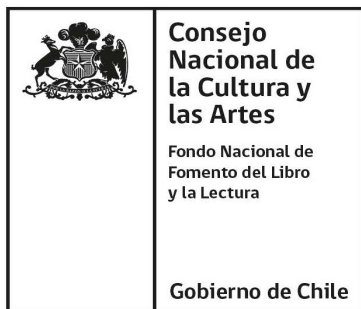 Consejo
Nacional de
la Cultura y
las Artes
Fondo Nacional de
Fomento del Libro
y la Lectura
Gobierno de Chile